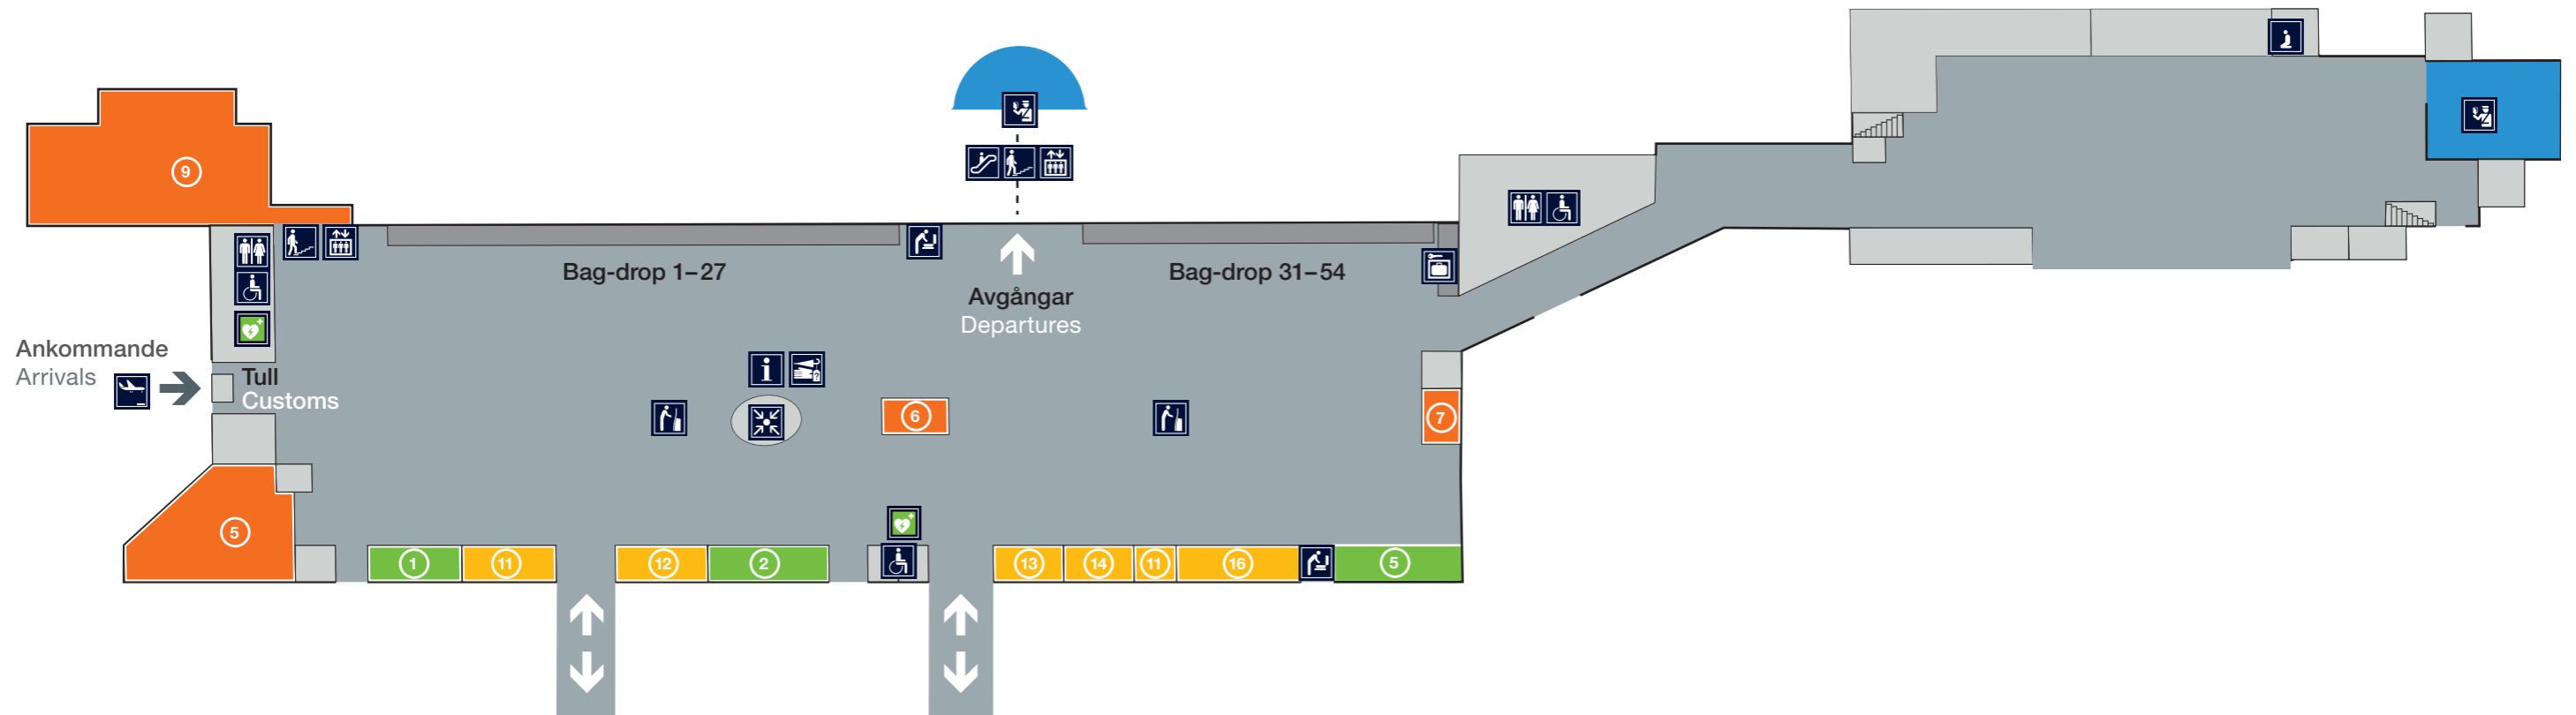 9
Bag-drop 1–27
Bag-drop 31–54
Avgångar
Departures
Ankommande
Arrivals
Tull
Customs
i
6
7
5
1
11
12
2
13
14
11
16
5